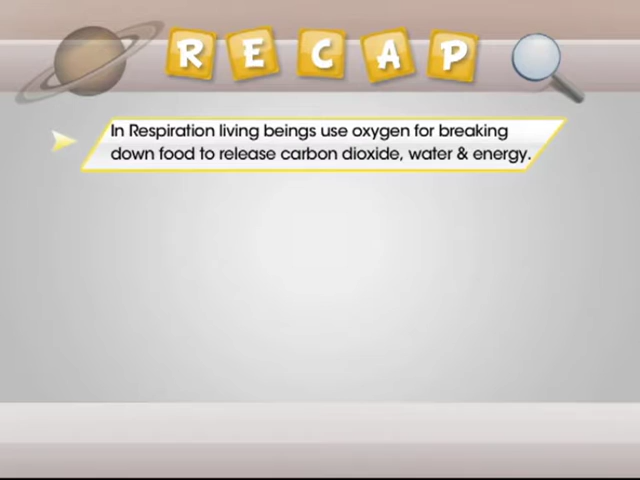 RECAP
In Respiration living beings use oxygen for breaking
down food to release carbon dioxide, water & energy.